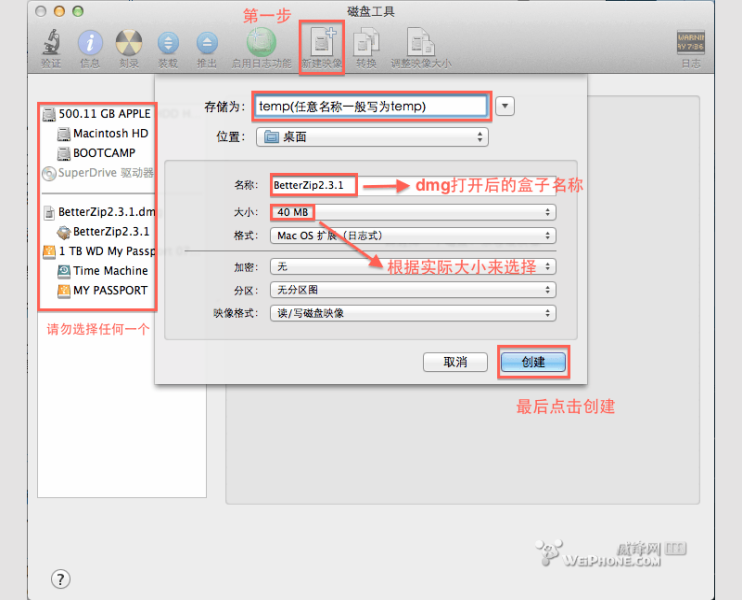 磁盘工具
第一步
验证
信息
刻录
装载
推出
启用日志功能
新建映像
转换
调整映像大小
WARNIN
AY 7:36
日志
存储为: temp(任意名称一般写为temp)
位置: 桌面
500.11 GB APPLE
Macintosh HD
BOOTCAMP
SuperDrive 驱动器
BetterZip2.3.1.dm
BetterZip2.3.1
1 TB WD My Passp
Time Machine
MY PASSPORT
请勿选择任何一个
名称: BetterZip2.3.1
dmg打开后的盒子名称
大小: 40 MB
格式: Mac OS 扩展（日志式）
加密: 无
根据实际大小来选择
分区: 无分区图
映像格式: 读/写磁盘映像
取消
创建
最后点击创建
威锋网
WEIPHONE.COM
?